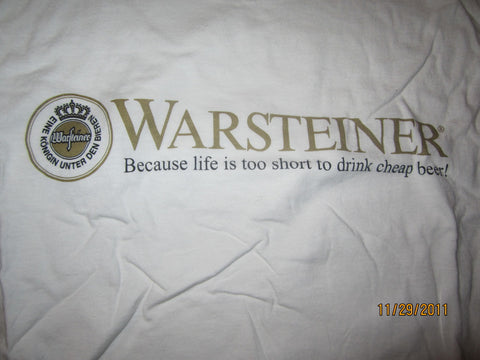 EINE KÖNIGIN UNTER DEN BIEREN
Warsteiner
WARSTEINER®
Because life is too short to drink cheap beer!
11/29/2011